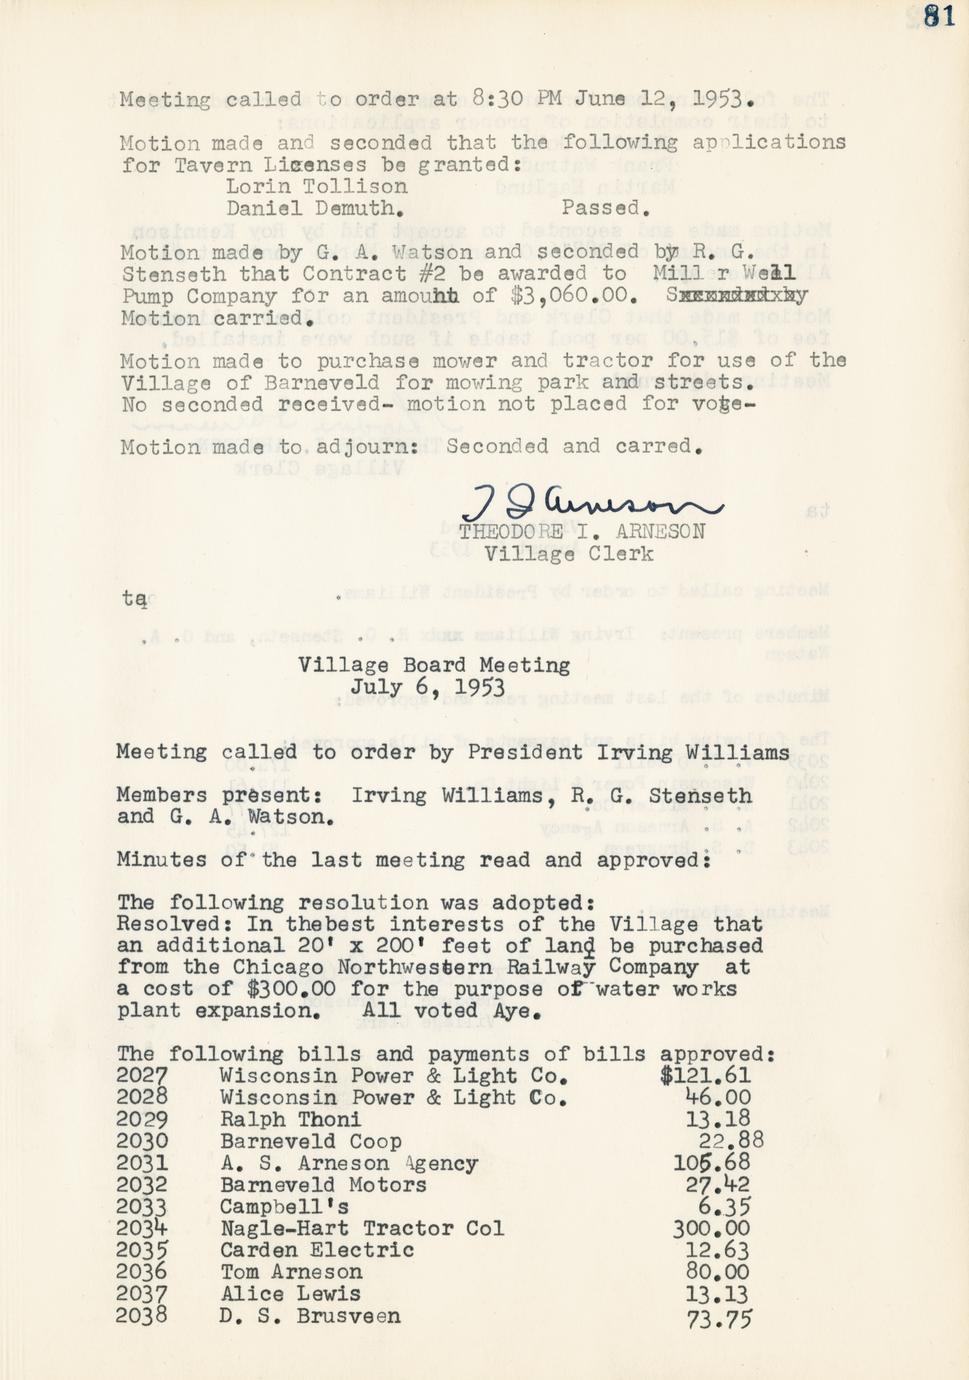 81
Meeting called to order at 8:30 PM June 12, 1953.
Motion made and seconded that the following applications
for Tavern Licenses be granted:
Lorin Tollison
Daniel Demuth. Passed.
Motion made by G. A. Watson and seconded by R. G.
Stenseth that Contract #2 be awarded to Mill r Well
Pump Company for an amount of $3,060.00.
Motion carried.
Motion made to purchase mower and tractor for use of the
Village of Barneveld for mowing park and streets.
No seconded received- motion not placed for vote-
Motion made to adjourn: Seconded and carred.
T I Arneson
THEODORE I. ARNESON
Village Clerk
ta
Village Board Meeting
July 6, 1953
Meeting called to order by President Irving Williams
Members present: Irving Williams, R. G. Stenseth
and G. A. Watson.
Minutes of the last meeting read and approved:
The following resolution was adopted:
Resolved: In thebest interests of the Village that
an additional 20' x 200' feet of land be purchased
from the Chicago Northwestern Railway Company at
a cost of $300.00 for the purpose of water works
plant expansion. All voted Aye.
The following bills and payments of bills approved:
2027 Wisconsin Power & Light Co. $121.61
2028 Wisconsin Power & Light Co. 46.00
2029 Ralph Thoni 13.18
2030 Barneveld Coop 22.88
2031 A. S. Arneson Agency 105.68
2032 Barneveld Motors 27.42
2033 Campbell's 6.35
2034 Nagle-Hart Tractor Col 300.00
2035 Carden Electric 12.63
2036 Tom Arneson 80.00
2037 Alice Lewis 13.13
2038 D. S. Brusveen 73.75